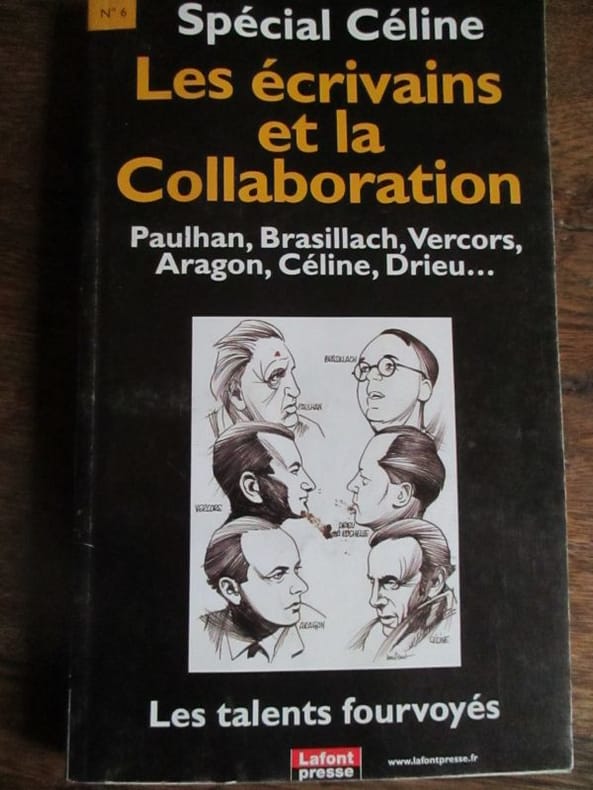 N° 6
Spécial Céline
Les écrivains
et la
Collaboration
Paulhan, Brasillach, Vercors,
Aragon, Céline, Drieu...
BRASILLACH
PAULHAN
VERCORS
DRIEU
LA ROCHELLE
ARAGON
CÉLINE
Les talents fourvoyés
Lafont
presse
www.lafontpresse.fr